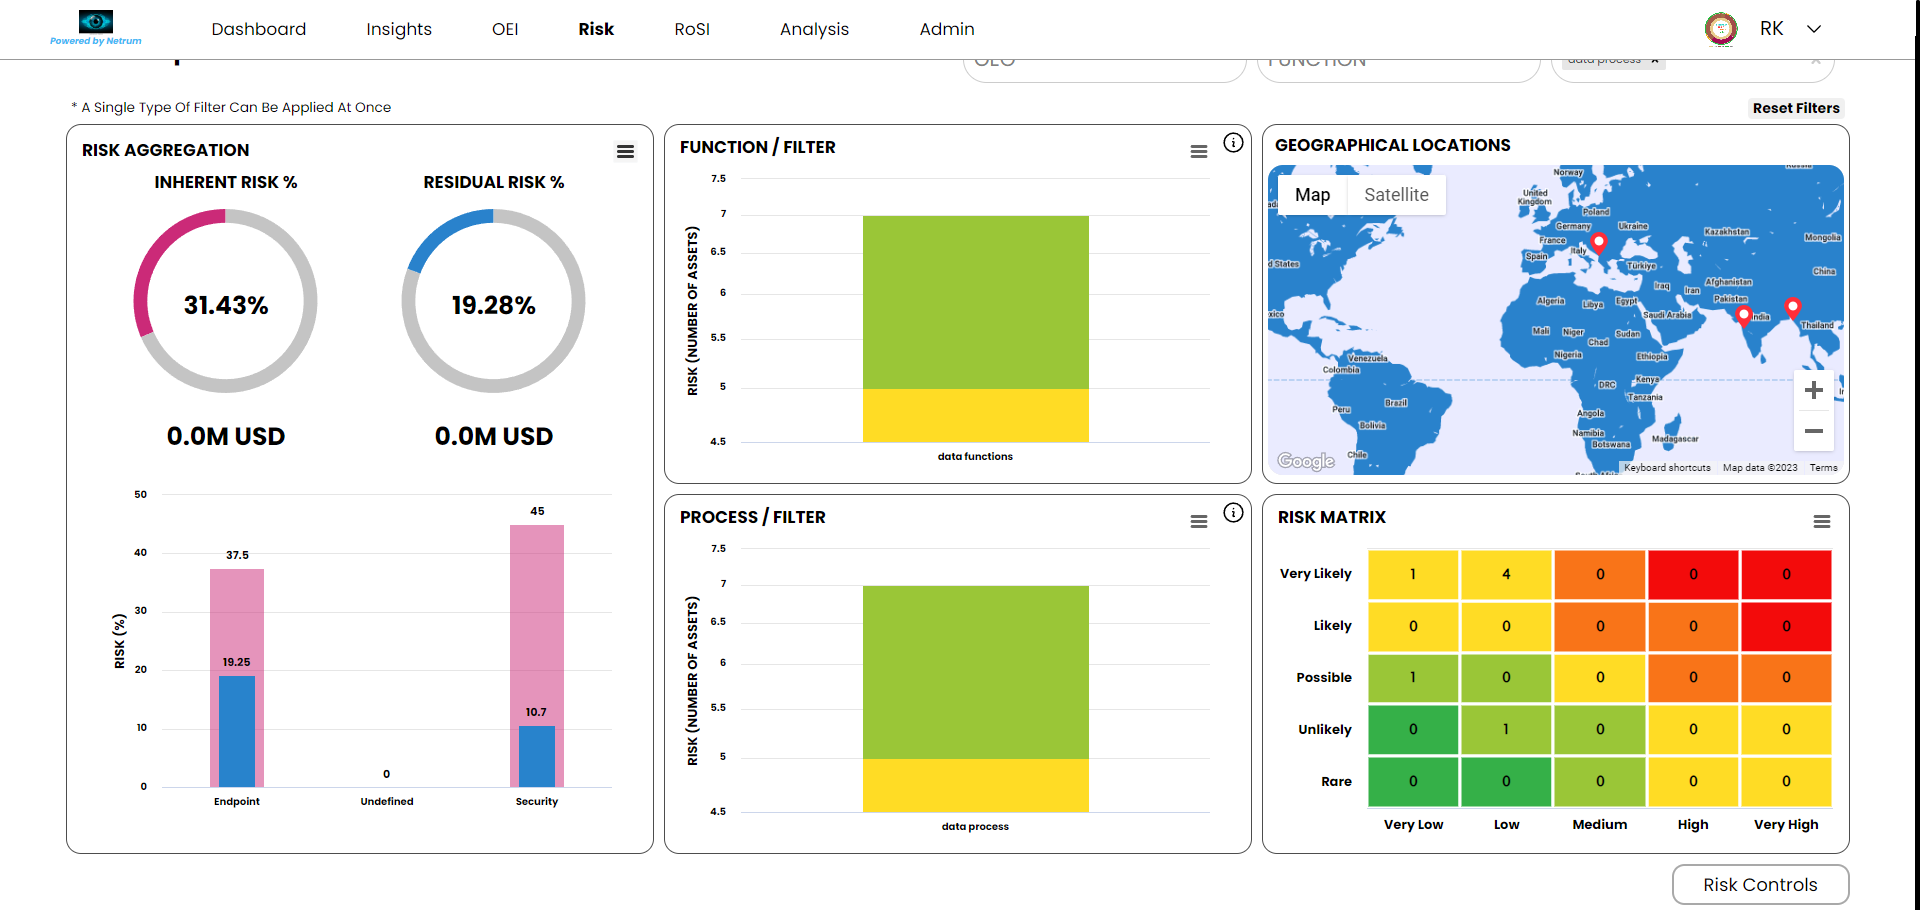 Powered by Netrum
Dashboard
Insights
OEI
Risk
RoSI
Analysis
Admin
RK
GEO
FUNCTION
data process ×
* A Single Type Of Filter Can Be Applied At Once
Reset Filters
RISK AGGREGATION
INHERENT RISK %
RESIDUAL RISK %
31.43%
19.28%
0.0M USD
0.0M USD
RISK (%)
50
40
30
20
10
0
37.5
19.25
0
45
10.7
Endpoint
Undefined
Security
FUNCTION / FILTER
RISK (NUMBER OF ASSETS)
7.5
7
6.5
6
5.5
5
4.5
data functions
PROCESS / FILTER
RISK (NUMBER OF ASSETS)
7.5
7
6.5
6
5.5
5
4.5
data process
GEOGRAPHICAL LOCATIONS
Map
Satellite
Norway
United
Kingdom
Poland
Germany
Ukraine
France
Italy
Spain
Türkiye
Kazakhstan
Mongolia
China
Afghanistan
Iraq
Iran
Pakistan
India
Thailand
Algeria
Libya
Egypt
Saudi Arabia
Mali
Niger
Sudan
Chad
Nigeria
Ethiopia
Kenya
DRC
Tanzania
Angola
Namibia
Botswana
Madagascar
d States
xico
Venezuela
Colombia
Peru
Brazil
Bolivia
Chile
Google
Keyboard shortcuts
Map data ©2023
Terms
RISK MATRIX
Very Likely 1 4 0 0 0
Likely 0 0 0 0 0
Possible 1 0 0 0 0
Unlikely 0 1 0 0 0
Rare 0 0 0 0 0
Very Low Low Medium High Very High
Risk Controls